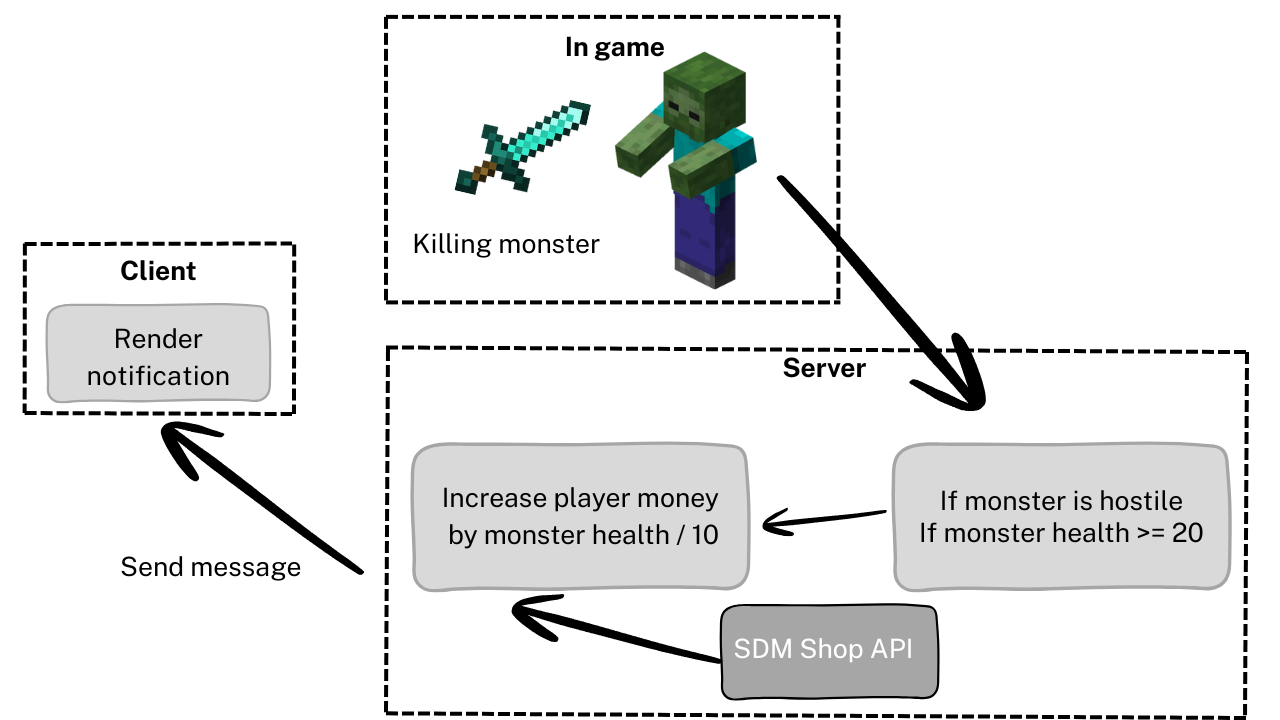 In game
Killing monster
Client
Render
notification
Server
Increase player money
by monster health / 10
If monster is hostile
If monster health >= 20
Send message
SDM Shop API